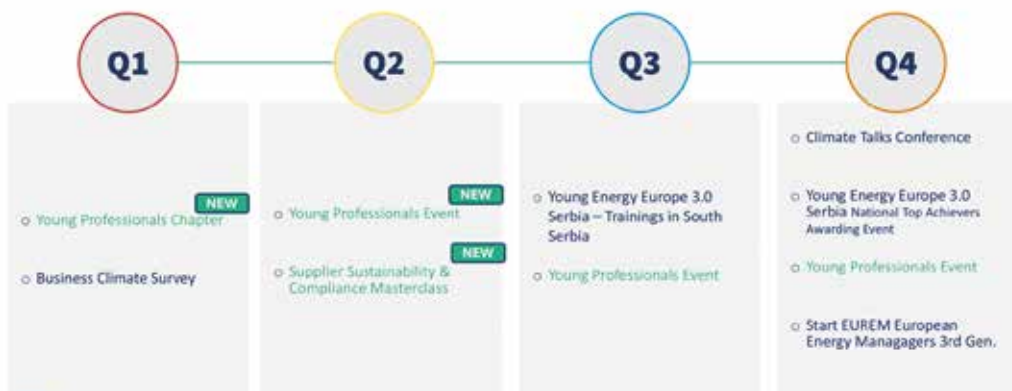 Q1
Q2
Q3
Q4
NEW
○ Young Professionals Chapter
○ Business Climate Survey
NEW
○ Young Professionals Event
NEW
○ Supplier Sustainability &
Compliance Masterclass
○ Young Energy Europe 3.0
Serbia – Trainings in South
Serbia
○ Young Professionals Event
○ Climate Talks Conference
○ Young Energy Europe 3.0
Serbia National Top Achievers
Awarding Event
○ Young Professionals Event
○ Start EUREM European
Energy Managagers 3rd Gen.